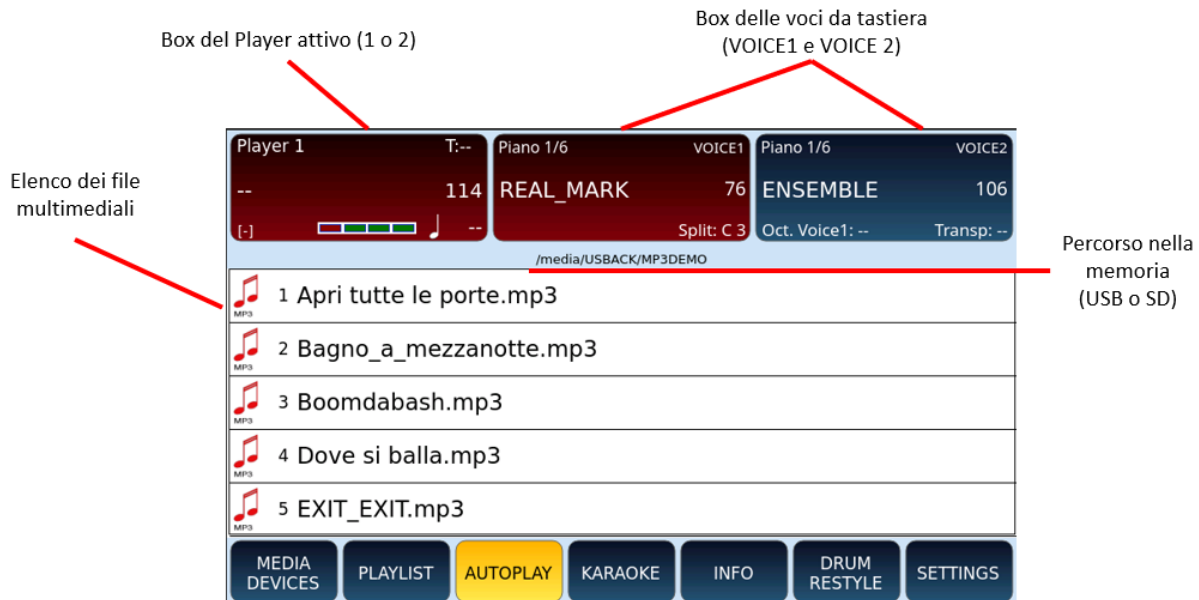 Box del Player attivo (1 o 2)
Box delle voci da tastiera
(VOICE1 e VOICE 2)
Elenco dei file
multimediali
Player 1 T:--
-- 114
[-] --
Piano 1/6 VOICE1
REAL_MARK 76
Split: C 3
Piano 1/6 VOICE2
ENSEMBLE 106
Oct. Voice1: -- Transp: --
Percorso nella
memoria
(USB o SD)
/media/USBACK/MP3DEMO
MP3 1 Apri tutte le porte.mp3
MP3 2 Bagno_a_mezzanotte.mp3
MP3 3 Boomdabash.mp3
MP3 4 Dove si balla.mp3
MP3 5 EXIT_EXIT.mp3
MEDIA
DEVICES
PLAYLIST
AUTOPLAY
KARAOKE
INFO
DRUM
RESTYLE
SETTINGS